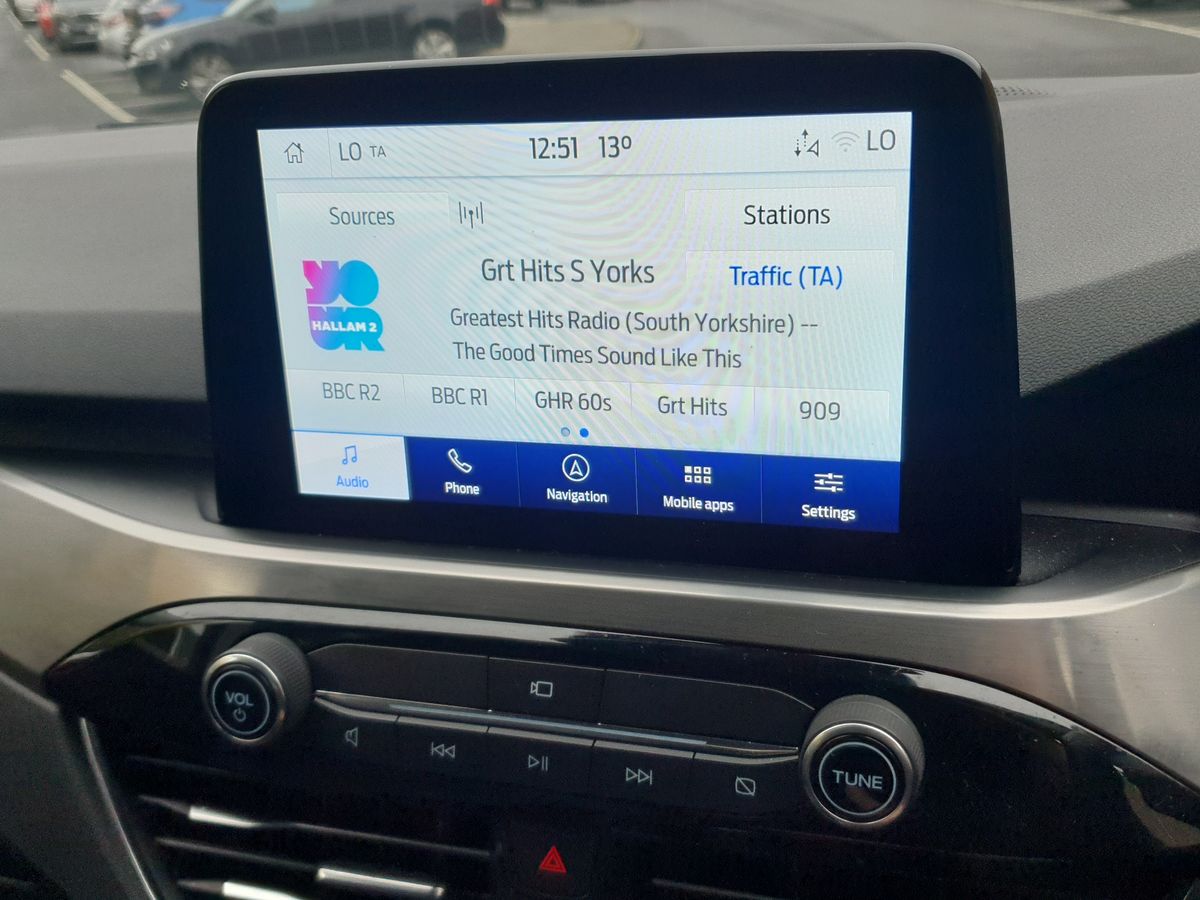 LO TA 12:51 13° LO
Sources Stations
YO
HALLAM 2
UR
Grt Hits S Yorks Traffic (TA)
Greatest Hits Radio (South Yorkshire) --
The Good Times Sound Like This
BBC R2 BBC R1 GHR 60s Grt Hits 909
Audio Phone Navigation Mobile apps Settings
VOL
TUNE